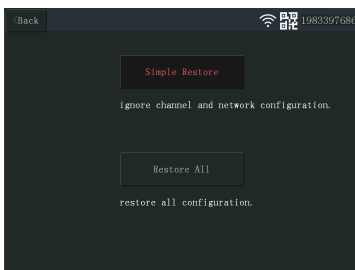 <Back
1983397686
Simple Restore
ignore channel and network configuration.
Restore All
restore all configuration.